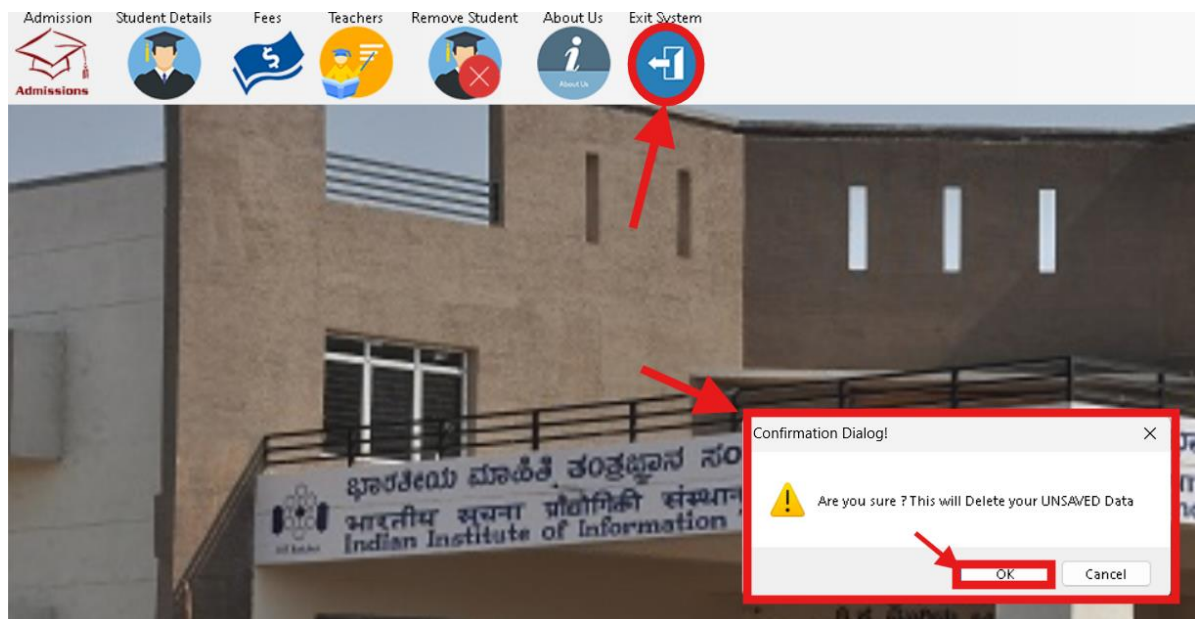 Admission Student Details Fees Teachers Remove Student About Us Exit System
Admissions
About Us
ಭಾರತೀಯ ಮಾಹಿತಿ ತಂತ್ರಜ್ಞಾನ ಸಂ
भारतीय सूचना प्रौद्योगिकी संस्थान
Indian Institute of Information
Confirmation Dialog!
Are you sure ? This will Delete your UNSAVED Data
OK Cancel